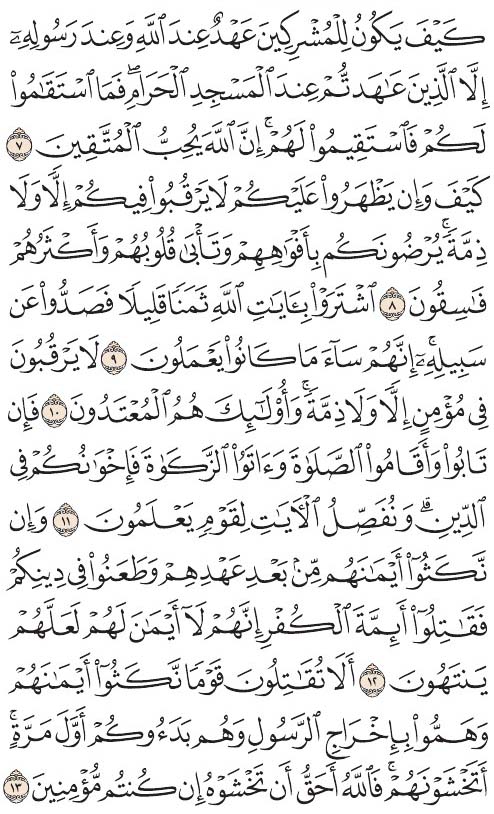 كَيْفَ يَكُونُ لِلْمُشْرِكِينَ عَهْدٌ عِندَ ٱللَّهِ وَعِندَ رَسُولِهِۦٓ
إِلَّا ٱلَّذِينَ عَٰهَدتُّمْ عِندَ ٱلْمَسْجِدِ ٱلْحَرَامِ ۖ فَمَا ٱسْتَقَٰمُوا۟
لَكُمْ فَٱسْتَقِيمُوا۟ لَهُمْ ۚ إِنَّ ٱللَّهَ يُحِبُّ ٱلْمُتَّقِينَ ٧
كَيْفَ وَإِن يَظْهَرُوا۟ عَلَيْكُمْ لَا يَرْقُبُوا۟ فِيكُمْ إِلًّا وَلَا
ذِمَّةً ۚ يُرْضُونَكُم بِأَفْوَٰهِهِمْ وَتَأْبَىٰ قُلُوبُهُمْ وَأَكْثَرُهُمْ
فَٰسِقُونَ ٨ ٱشْتَرَوْا۟ بِـَٔايَٰتِ ٱللَّهِ ثَمَنًا قَلِيلًا فَصَدُّوا۟ عَن
سَبِيلِهِۦٓ ۚ إِنَّهُمْ سَآءَ مَا كَانُوا۟ يَعْمَلُونَ ٩ لَا يَرْقُبُونَ
فِى مُؤْمِنٍ إِلًّا وَلَا ذِمَّةً ۚ وَأُو۟لَٰٓئِكَ هُمُ ٱلْمُعْتَدُونَ ١٠ فَإِن
تَابُوا۟ وَأَقَامُوا۟ ٱلصَّلَوٰةَ وَءَاتَوُا۟ ٱلزَّكَوٰةَ فَإِخْوَٰنُكُمْ فِى
ٱلدِّينِ ۗ وَنُفَصِّلُ ٱلْـَٔايَٰتِ لِقَوْمٍ يَعْلَمُونَ ١١ وَإِن
نَّكَثُوٓا۟ أَيْمَٰنَهُم مِّنۢ بَعْدِ عَهْدِهِمْ وَطَعَنُوا۟ فِى دِينِكُمْ
فَقَٰتِلُوٓا۟ أَئِمَّةَ ٱلْكُفْرِ ۙ إِنَّهُمْ لَآ أَيْمَٰنَ لَهُمْ لَعَلَّهُمْ
يَنتَهُونَ ١٢ أَلَا تُقَٰتِلُونَ قَوْمًا نَّكَثُوٓا۟ أَيْمَٰنَهُمْ
وَهَمُّوا۟ بِإِخْرَاجِ ٱلرَّسُولِ وَهُم بَدَءُوكُمْ أَوَّلَ مَرَّةٍ ۚ
أَتَخْشَوْنَهُمْ ۚ فَٱللَّهُ أَحَقُّ أَن تَخْشَوْهُ إِن كُنتُم مُّؤْمِنِينَ ١٣